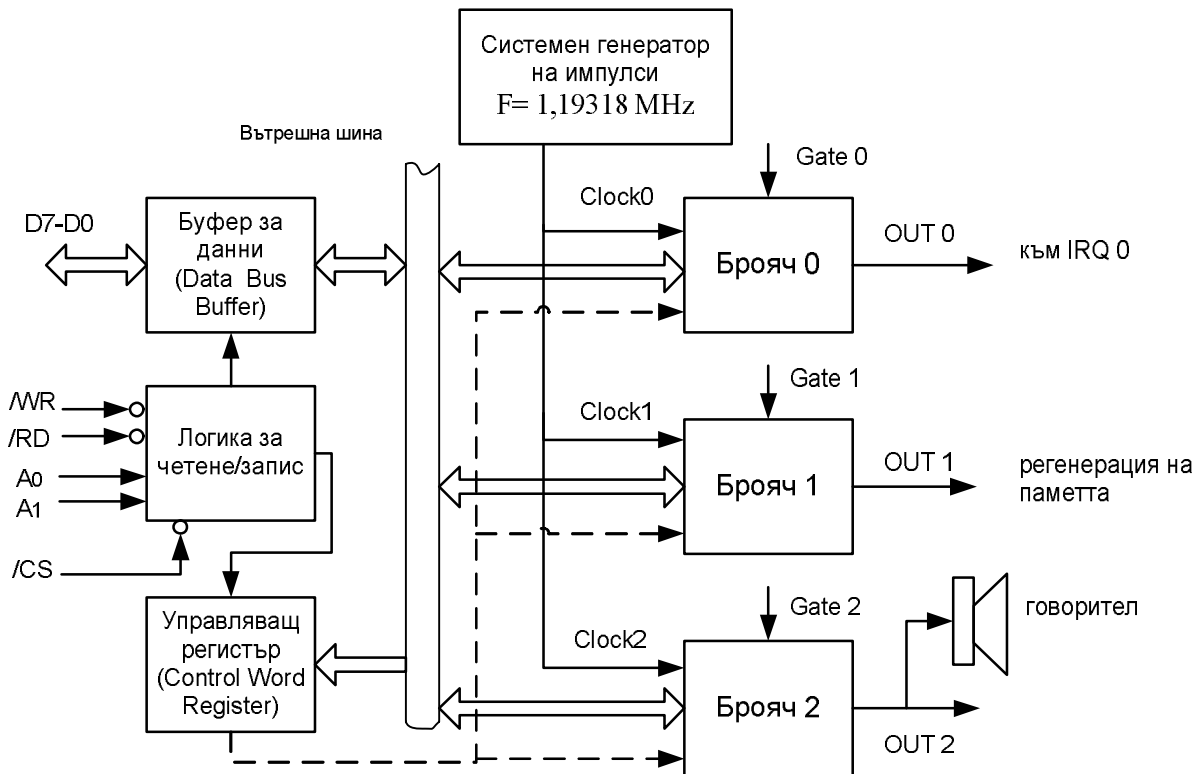 Системен генератор
на импулси
F= 1,19318 MHz
Вътрешна шина
Gate 0
Clock0
D7-D0
Буфер за
данни
(Data Bus
Buffer)
OUT 0
Брояч 0
към IRQ 0
Gate 1
/WR
/RD
A0
A1
Логика за
четене/запис
Clock1
OUT 1
Брояч 1
регенерация на
паметта
/CS
Gate 2
говорител
Управляващ
регистър
(Control Word
Register)
Clock2
Брояч 2
OUT 2